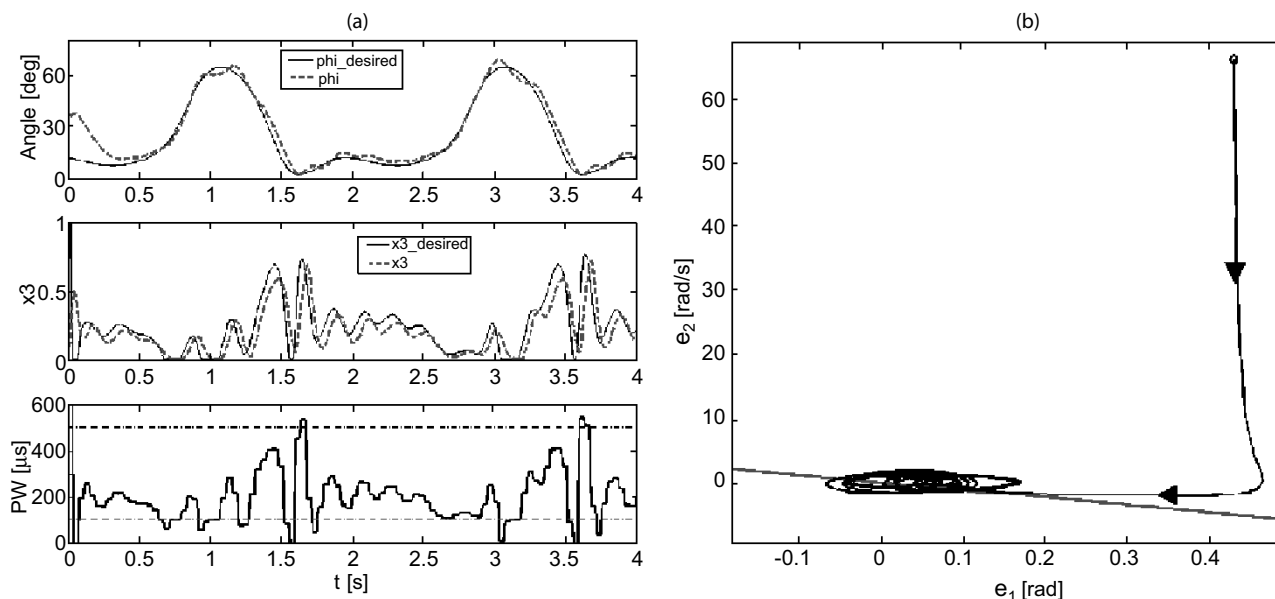 (a)
Angle [deg]
60
30
0
phi_desired
phi
0 0.5 1 1.5 2 2.5 3 3.5 4
x3
1
0.5
0
x3_desired
x3
0 0.5 1 1.5 2 2.5 3 3.5 4
PW [µs]
600
400
200
0
0 0.5 1 1.5 2 2.5 3 3.5 4
t [s]
(b)
e2 [rad/s]
60
50
40
30
20
10
0
-0.1 0 0.1 0.2 0.3 0.4
e1 [rad]